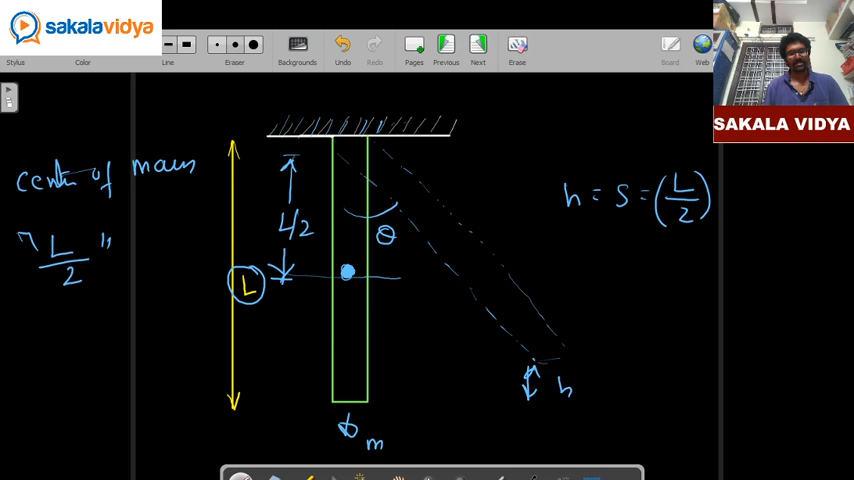 sakalavidya
Stylus
Color
Line
Eraser
Backgrounds
Undo
Redo
Pages
Previous
Next
Erase
Board
Web
SAKALA VIDYA
cent of mass
" L/2 "
L/2
L
θ
h = S = (L/2)
h
m